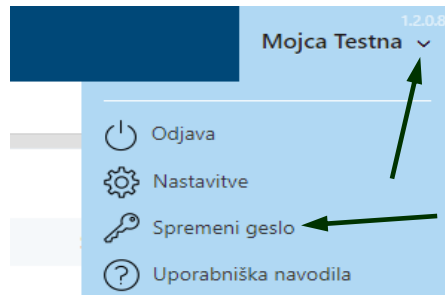 1.2.0.8
Mojca Testna
Odjava
Nastavitve
Spremeni geslo
Uporabniška navodila